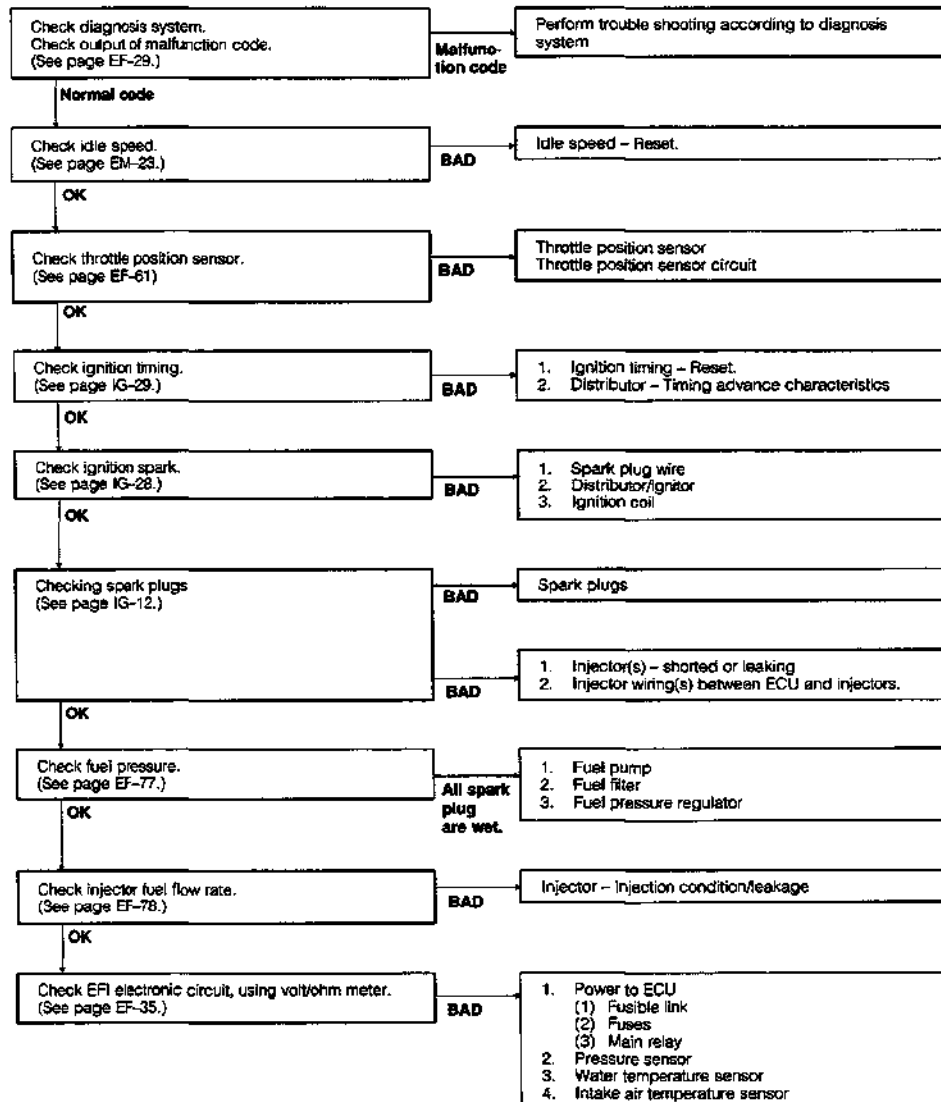 Check diagnosis system.
Check output of malfunction code.
(See page EF–29.)
Malfunc-
tion code
Perform trouble shooting according to diagnosis
system
Normal code
Check idle speed.
(See page EM–23.)
BAD
Idle speed – Reset.
OK
Check throttle position sensor.
(See page EF–61)
BAD
Throttle position sensor
Throttle position sensor circuit
OK
Check ignition timing.
(See page IG–29.)
BAD
1. Ignition timing – Reset.
2. Distributor – Timing advance characteristics
OK
Check ignition spark.
(See page IG–28.)
BAD
1. Spark plug wire
2. Distributor/ignitor
3. Ignition coil
OK
Checking spark plugs
(See page IG–12.)
BAD
Spark plugs
BAD
1. Injector(s) – shorted or leaking
2. Injector wiring(s) between ECU and injectors.
OK
Check fuel pressure.
(See page EF–77.)
All spark
plug
are wet.
1. Fuel pump
2. Fuel filter
3. Fuel pressure regulator
OK
Check injector fuel flow rate.
(See page EF–78.)
BAD
Injector – Injection condition/leakage
OK
Check EFI electronic circuit, using volt/ohm meter.
(See page EF–35.)
BAD
1. Power to ECU
(1) Fusible link
(2) Fuses
(3) Main relay
2. Pressure sensor
3. Water temperature sensor
4. Intake air temperature sensor